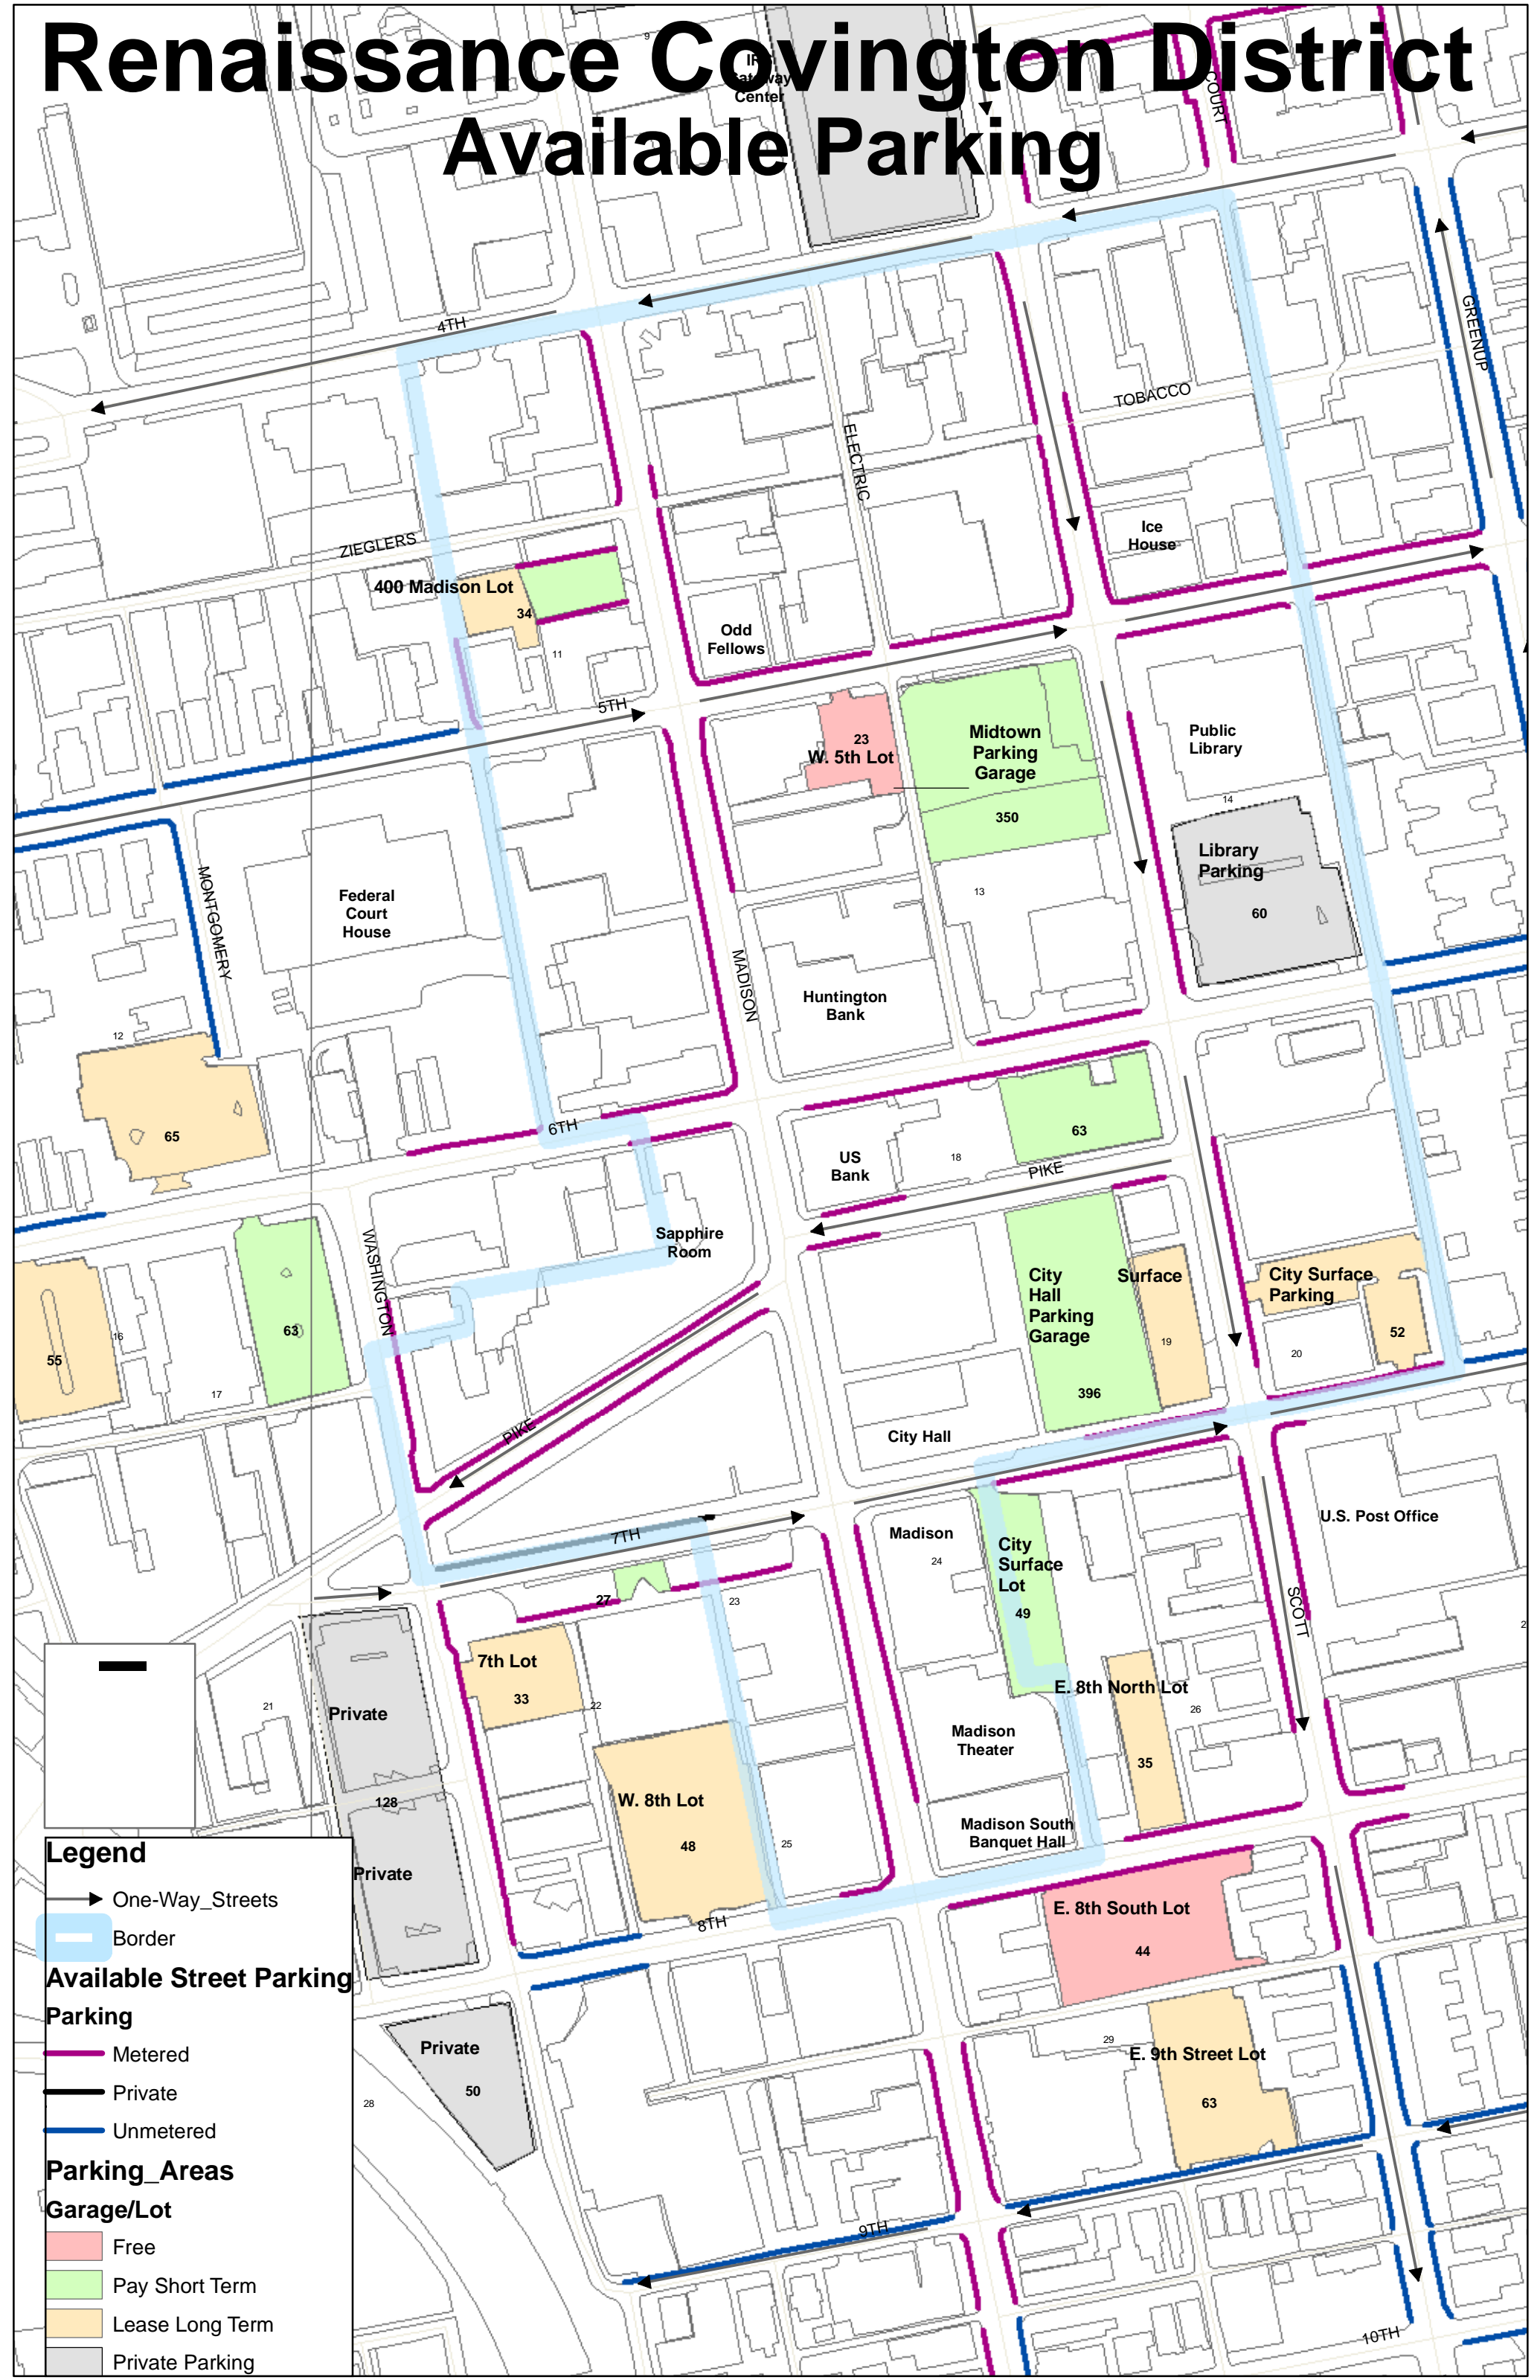 Renaissance Covington District
Available Parking
9
IRS
Gateway
Center
COURT
4TH
GREENUP
TOBACCO
ELECTRIC
Ice
House
ZIEGLERS
400 Madison Lot
34
Odd
Fellows
11
5TH
23
W. 5th Lot
Midtown
Parking
Garage
350
Public
Library
14
Library
Parking
60
MONTGOMERY
Federal
Court
House
13
MADISON
Huntington
Bank
12
65
6TH
US
Bank
18
63
PIKE
WASHINGTON
Sapphire
Room
City
Hall
Parking
Garage
396
Surface
19
City Surface
Parking
52
20
55
16
63
17
PIKE
City Hall
7TH
Madison
24
City
Surface
Lot
49
U.S. Post Office
SCOTT
27
23
7th Lot
33
22
21
Private
128
Private
E. 8th North Lot
26
35
Madison
Theater
W. 8th Lot
48
25
Madison South
Banquet Hall
8TH
E. 8th South Lot
44
29
E. 9th Street Lot
63
Private
50
28
9TH
10TH
Legend
One-Way_Streets
Border
Available Street Parking
Parking
Metered
Private
Unmetered
Parking_Areas
Garage/Lot
Free
Pay Short Term
Lease Long Term
Private Parking